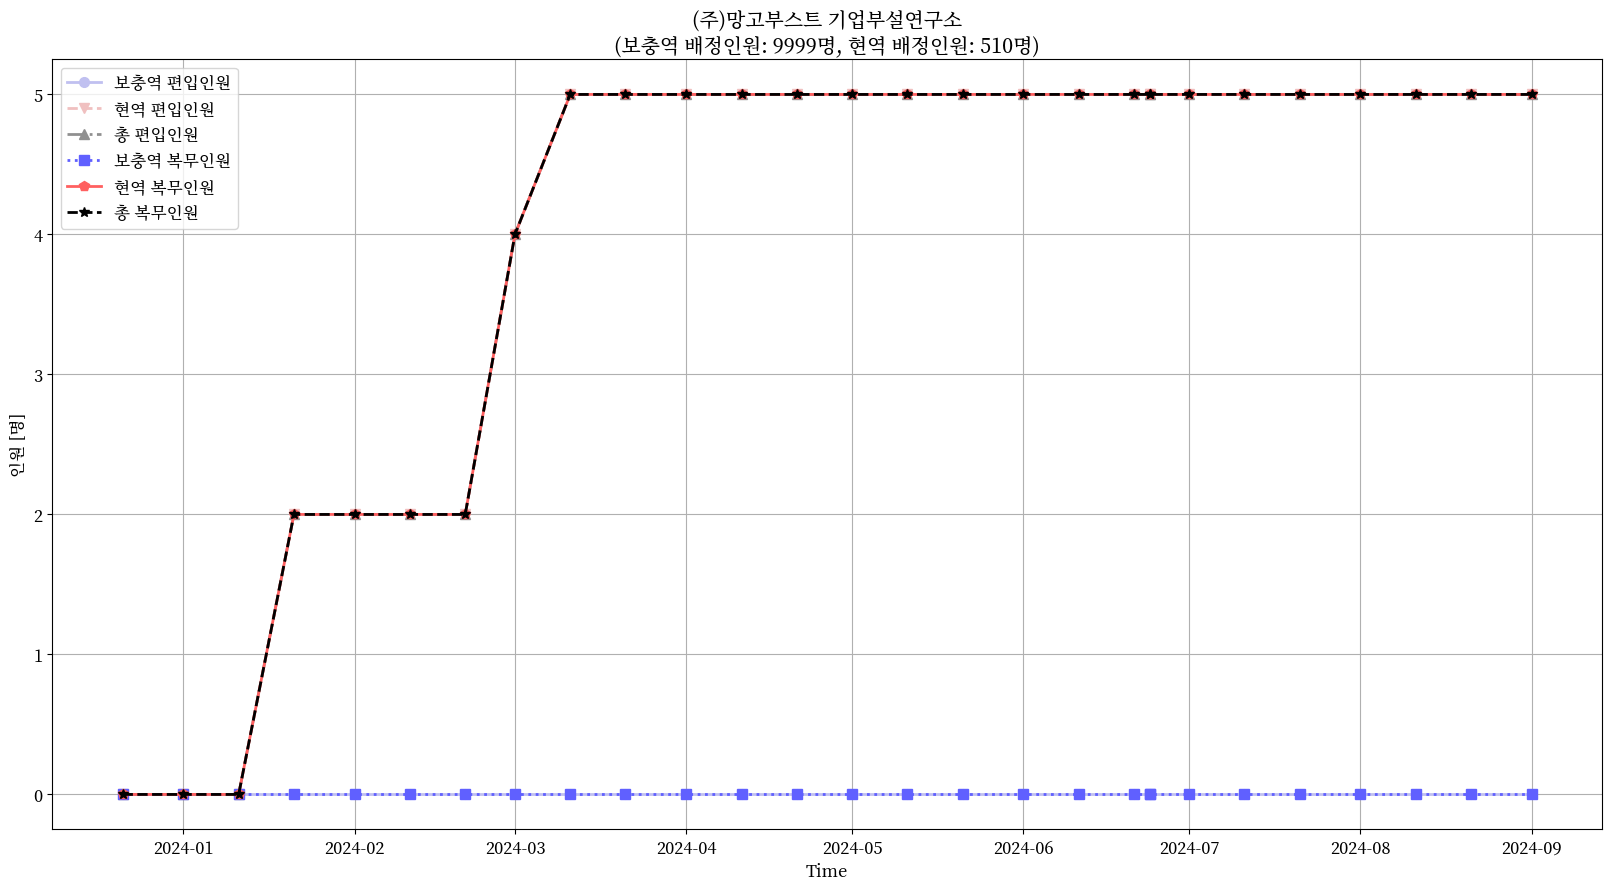 (주)망고부스트 기업부설연구소
(보충역 배정인원: 9999명, 현역 배정인원: 510명)
보충역 편입인원
현역 편입인원
총 편입인원
보충역 복무인원
현역 복무인원
총 복무인원
5
4
3
2
1
0
인원 [명]
2024-01 2024-02 2024-03 2024-04 2024-05 2024-06 2024-07 2024-08 2024-09
Time